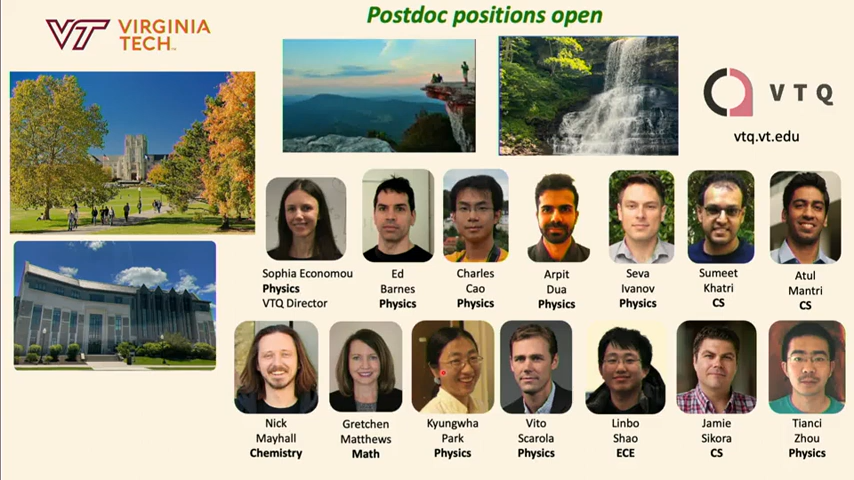 Postdoc positions open
VT VIRGINIA
TECH
VTQ
vtq.vt.edu
Sophia Economou
Physics
VTQ Director
Ed
Barnes
Physics
Charles
Cao
Physics
Arpit
Dua
Physics
Seva
Ivanov
Physics
Sumeet
Khatri
CS
Atul
Mantri
CS
Nick
Mayhall
Chemistry
Gretchen
Matthews
Math
Kyungwha
Park
Physics
Vito
Scarola
Physics
Linbo
Shao
ECE
Jamie
Sikora
CS
Tianci
Zhou
Physics